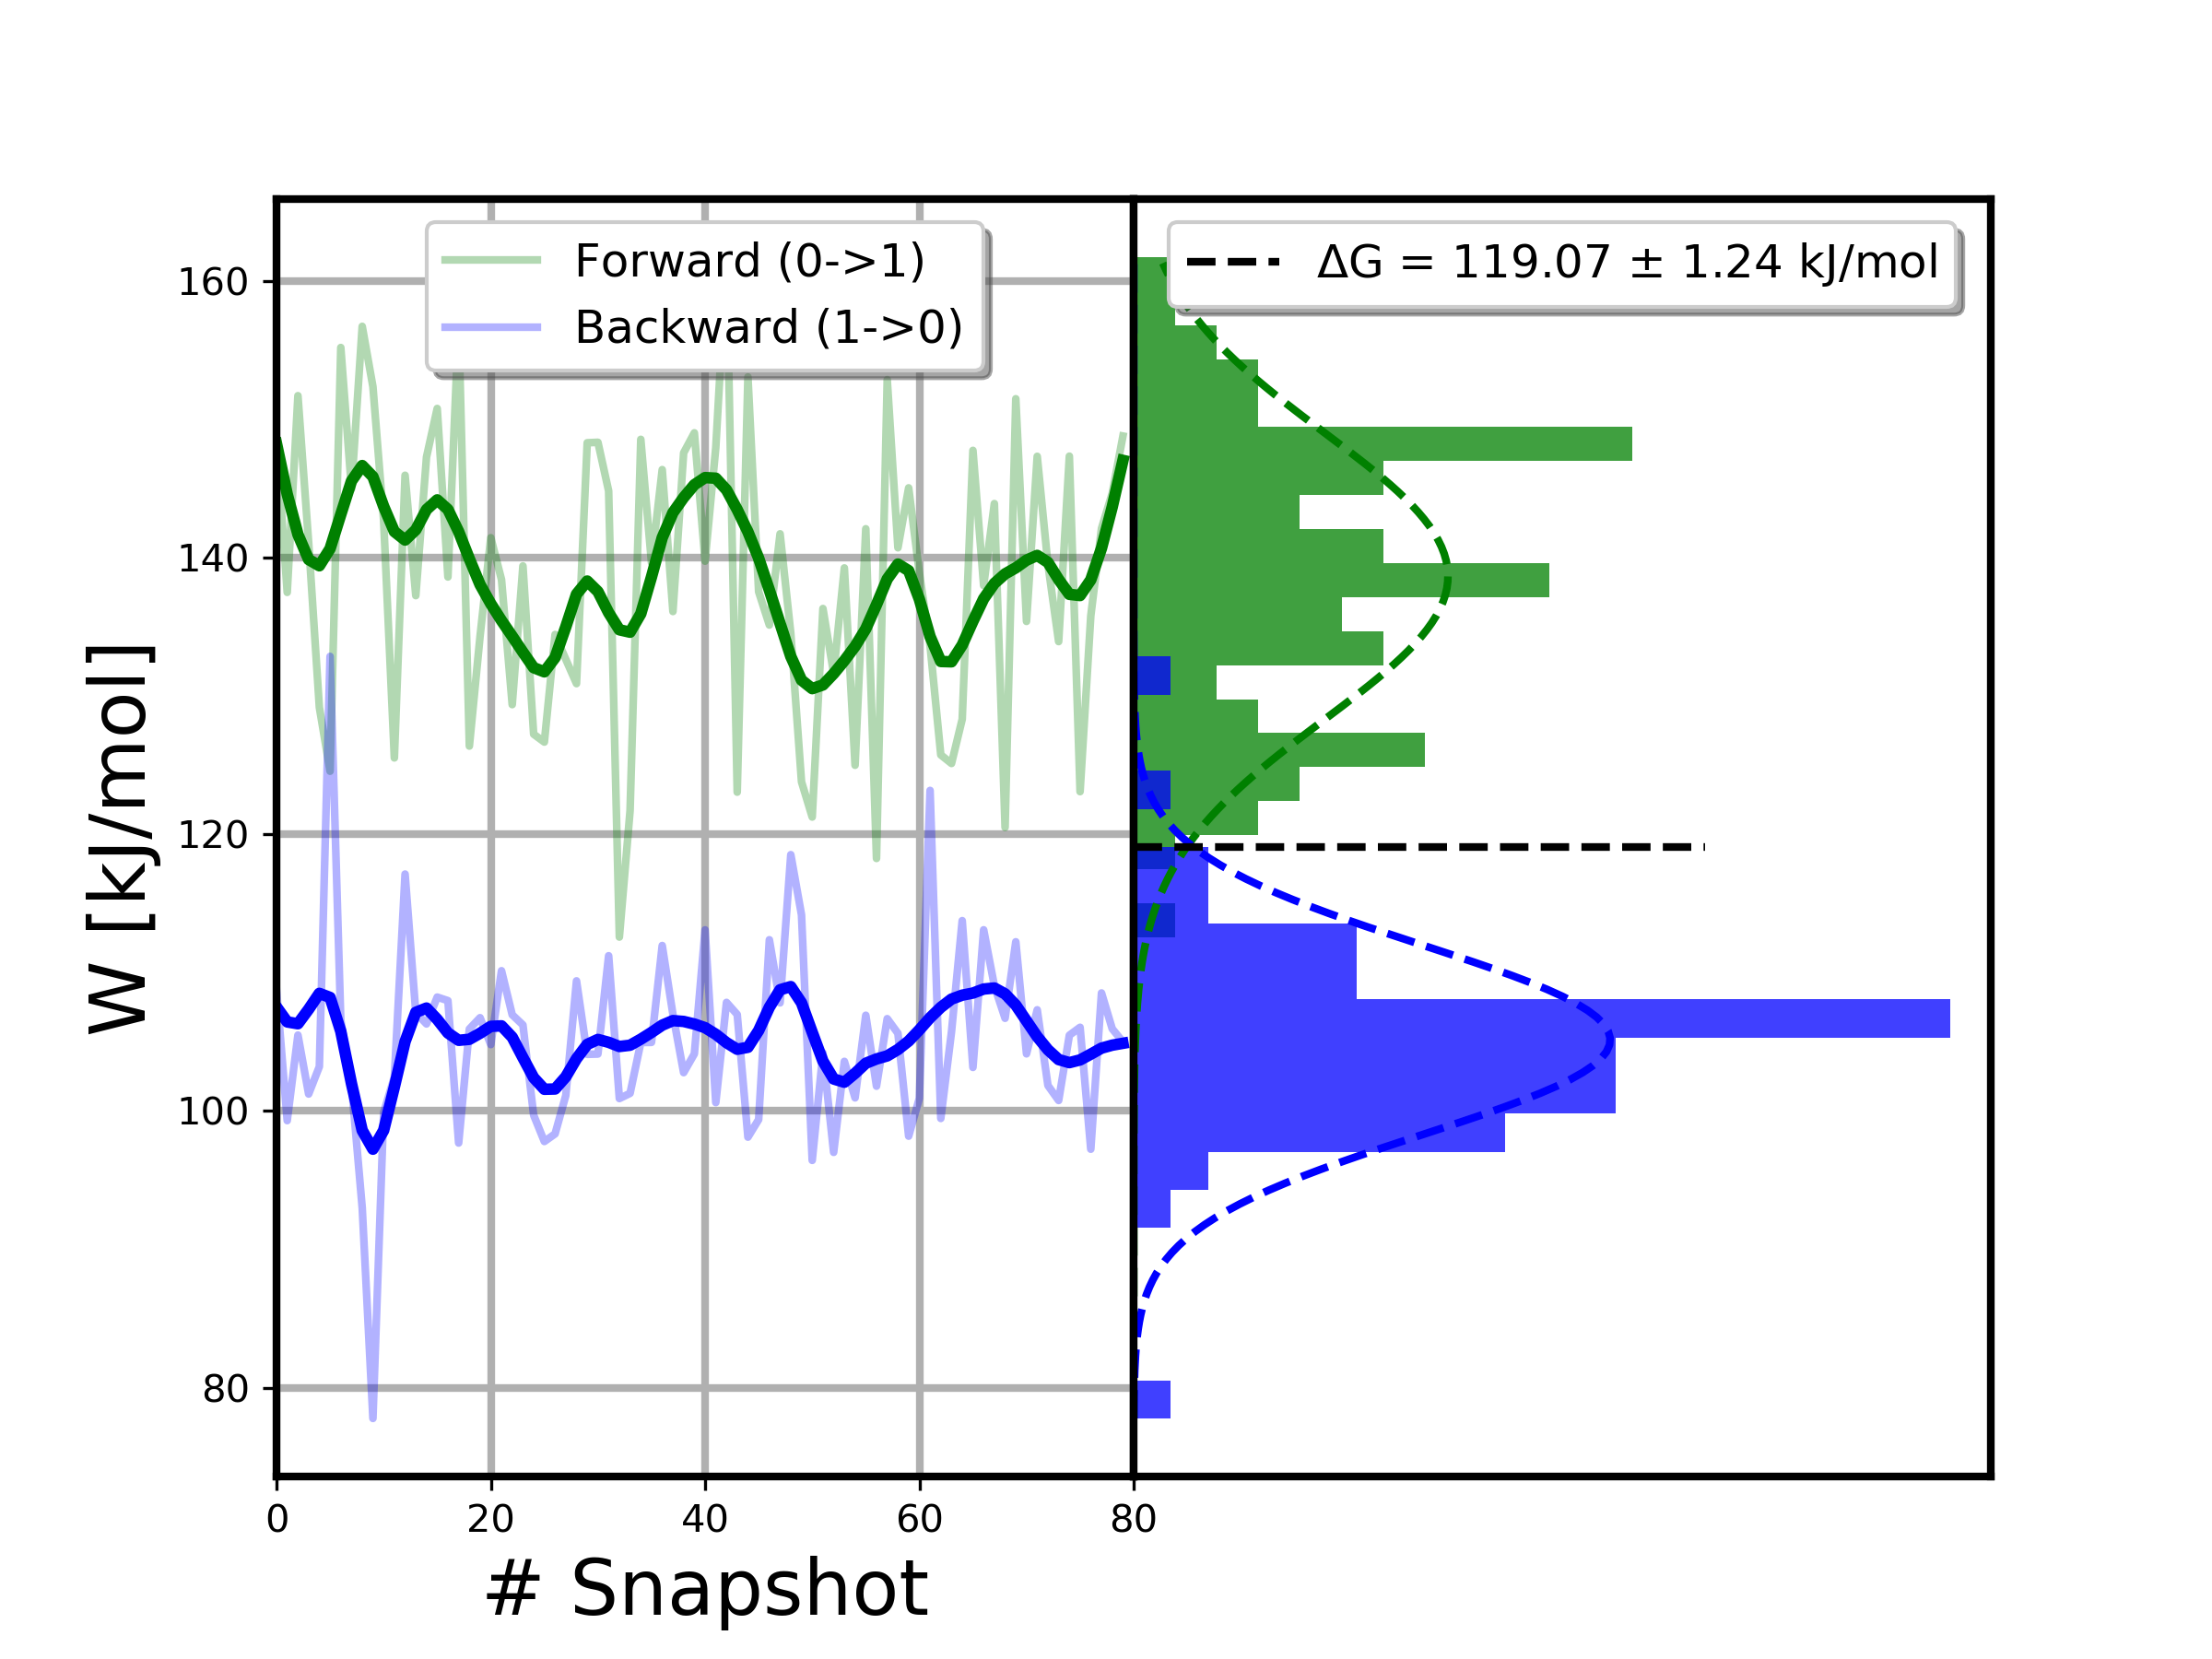 Forward (0->1)
Backward (1->0)
ΔG = 119.07 ± 1.24 kJ/mol
W [kJ/mol]
160
140
120
100
80
0 20 40 60 80
# Snapshot